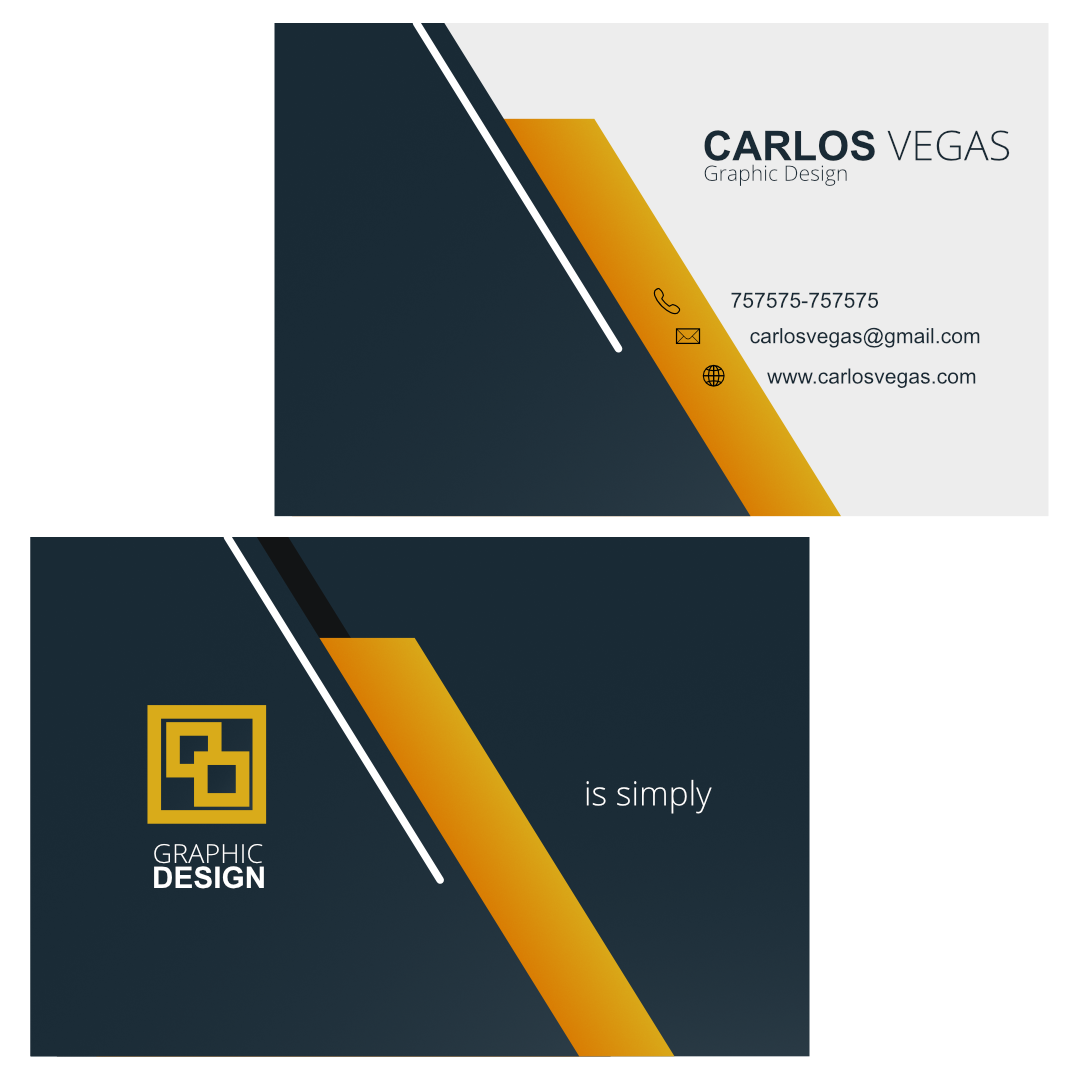 CARLOS VEGAS
Graphic Design
757575-757575
carlosvegas@gmail.com
www.carlosvegas.com
GRAPHIC
DESIGN
is simply